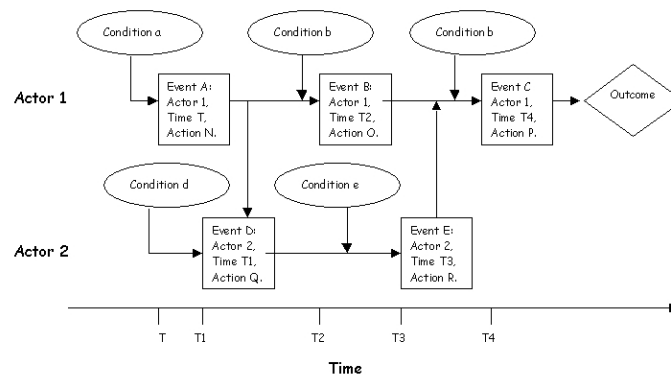 Condition a
Condition b
Condition b
Actor 1
Event A:
Actor 1,
Time T,
Action N.
Event B:
Actor 1,
Time T2,
Action O.
Event C
Actor 1,
Time T4,
Action P.
Outcome
Condition d
Condition e
Actor 2
Event D:
Actor 2,
Time T1,
Action Q.
Event E:
Actor 2,
Time T3,
Action R.
T
T1
T2
T3
T4
Time